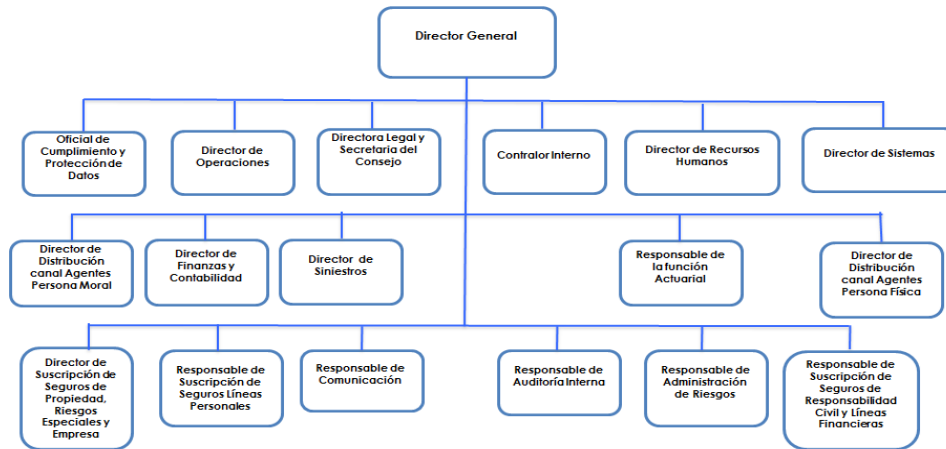 Director General
Oficial de
Cumplimiento y
Protección de
Datos
Director de
Operaciones
Directora Legal y
Secretaria del
Consejo
Contralor Interno
Director de Recursos
Humanos
Director de Sistemas
Director de
Distribución
canal Agentes
Persona Moral
Director de
Finanzas y
Contabilidad
Director de
Siniestros
Responsable de
la función
Actuarial
Director de
Distribución
canal Agentes
Persona Física
Director de
Suscripción de
Seguros de
Propiedad,
Riesgos
Especiales y
Empresa
Responsable de
Suscripción de
Seguros Líneas
Personales
Responsable de
Comunicación
Responsable de
Auditoría Interna
Responsable de
Administración
de Riesgos
Responsable de
Suscripción de
Seguros de
Responsabilidad
Civil y Líneas
Financieras